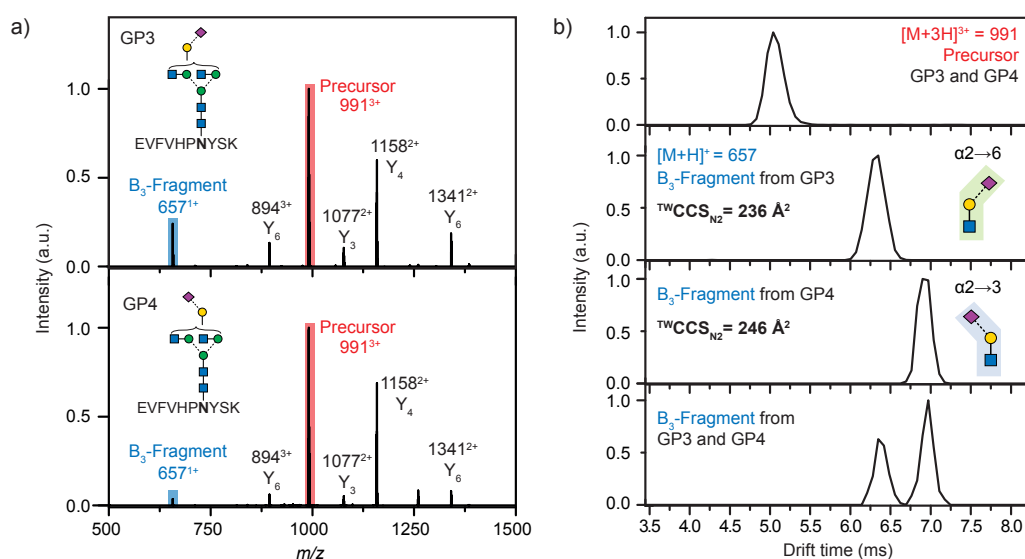 a)
GP3
EVFVHPNYSK
B₃-Fragment
657¹⁺
Precursor
991³⁺
894³⁺
Y₆
1077²⁺
Y₃
1158²⁺
Y₄
1341²⁺
Y₆
1.0
0.5
0.0
GP4
EVFVHPNYSK
B₃-Fragment
657¹⁺
Precursor
991³⁺
894³⁺
Y₆
1077²⁺
Y₃
1158²⁺
Y₄
1341²⁺
Y₆
1.0
0.5
0.0
Intensity (a.u.)
500 750 1000 1250 1500
m/z
b)
[M+3H]³⁺ = 991
Precursor
GP3 and GP4
1.0
0.5
0.0
[M+H]⁺ = 657
B₃-Fragment from GP3
ᵀᵂCCS_N2 = 236 Å²
α2→6
1.0
0.5
0.0
B₃-Fragment from GP4
ᵀᵂCCS_N2 = 246 Å²
α2→3
1.0
0.5
0.0
B₃-Fragment from
GP3 and GP4
1.0
0.5
0.0
Intensity (a.u.)
3.5 4.0 4.5 5.0 5.5 6.0 6.5 7.0 7.5 8.0
Drift time (ms)